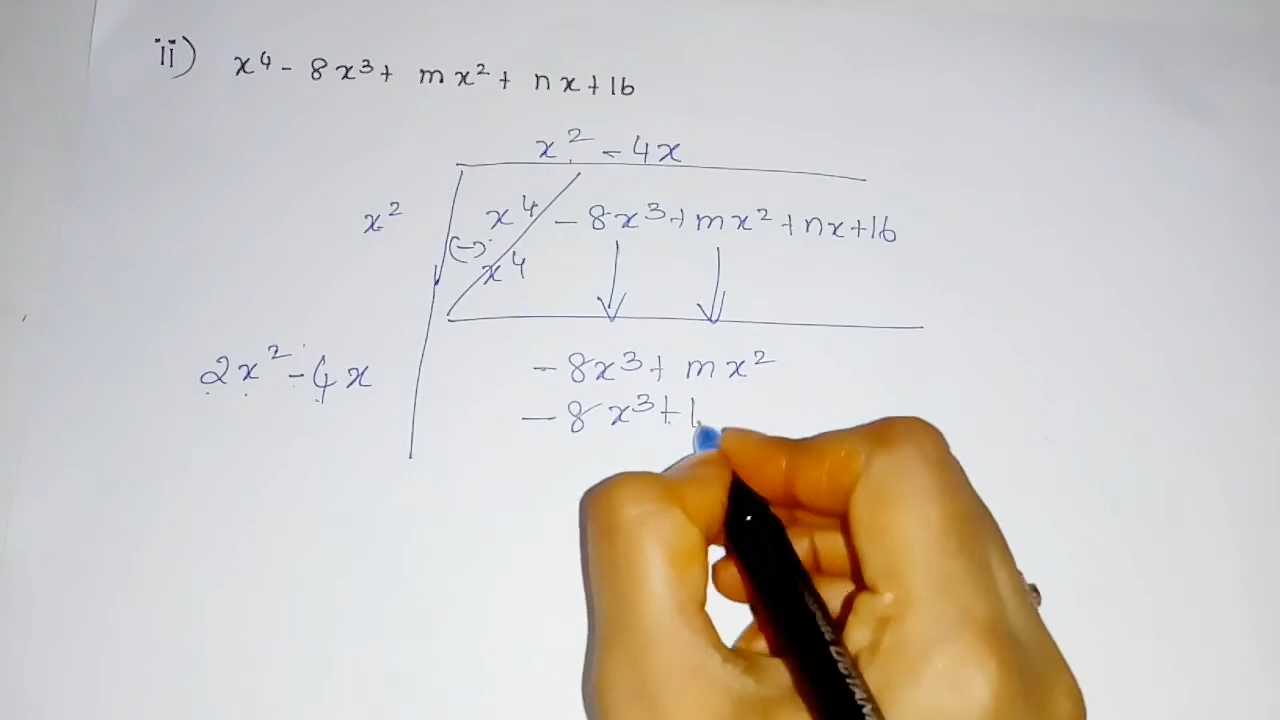 ii) x⁴ - 8x³ + mx² + nx + 16
x² - 4x
x² x⁴ - 8x³ + mx² + nx + 16
(-) x⁴
2x² - 4x - 8x³ + mx²
- 8x³ + 1